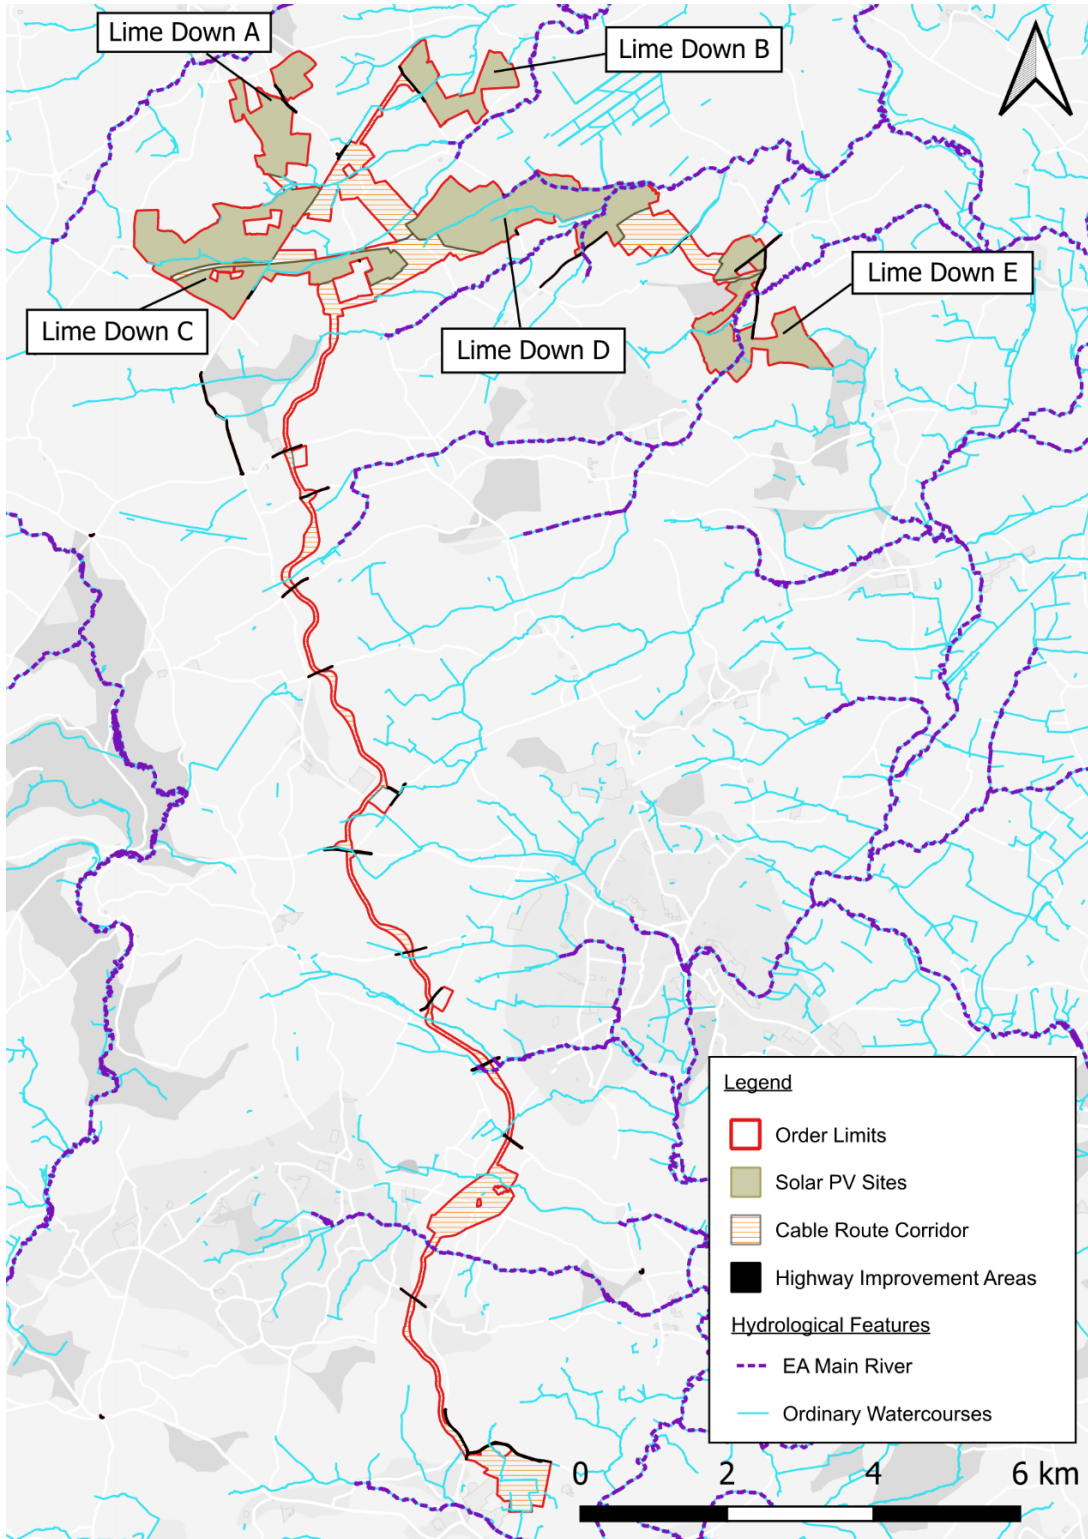 Lime Down A
Lime Down B
Lime Down E
Lime Down C
Lime Down D
Legend
Order Limits
Solar PV Sites
Cable Route Corridor
Highway Improvement Areas
Hydrological Features
EA Main River
Ordinary Watercourses
0 2 4 6 km